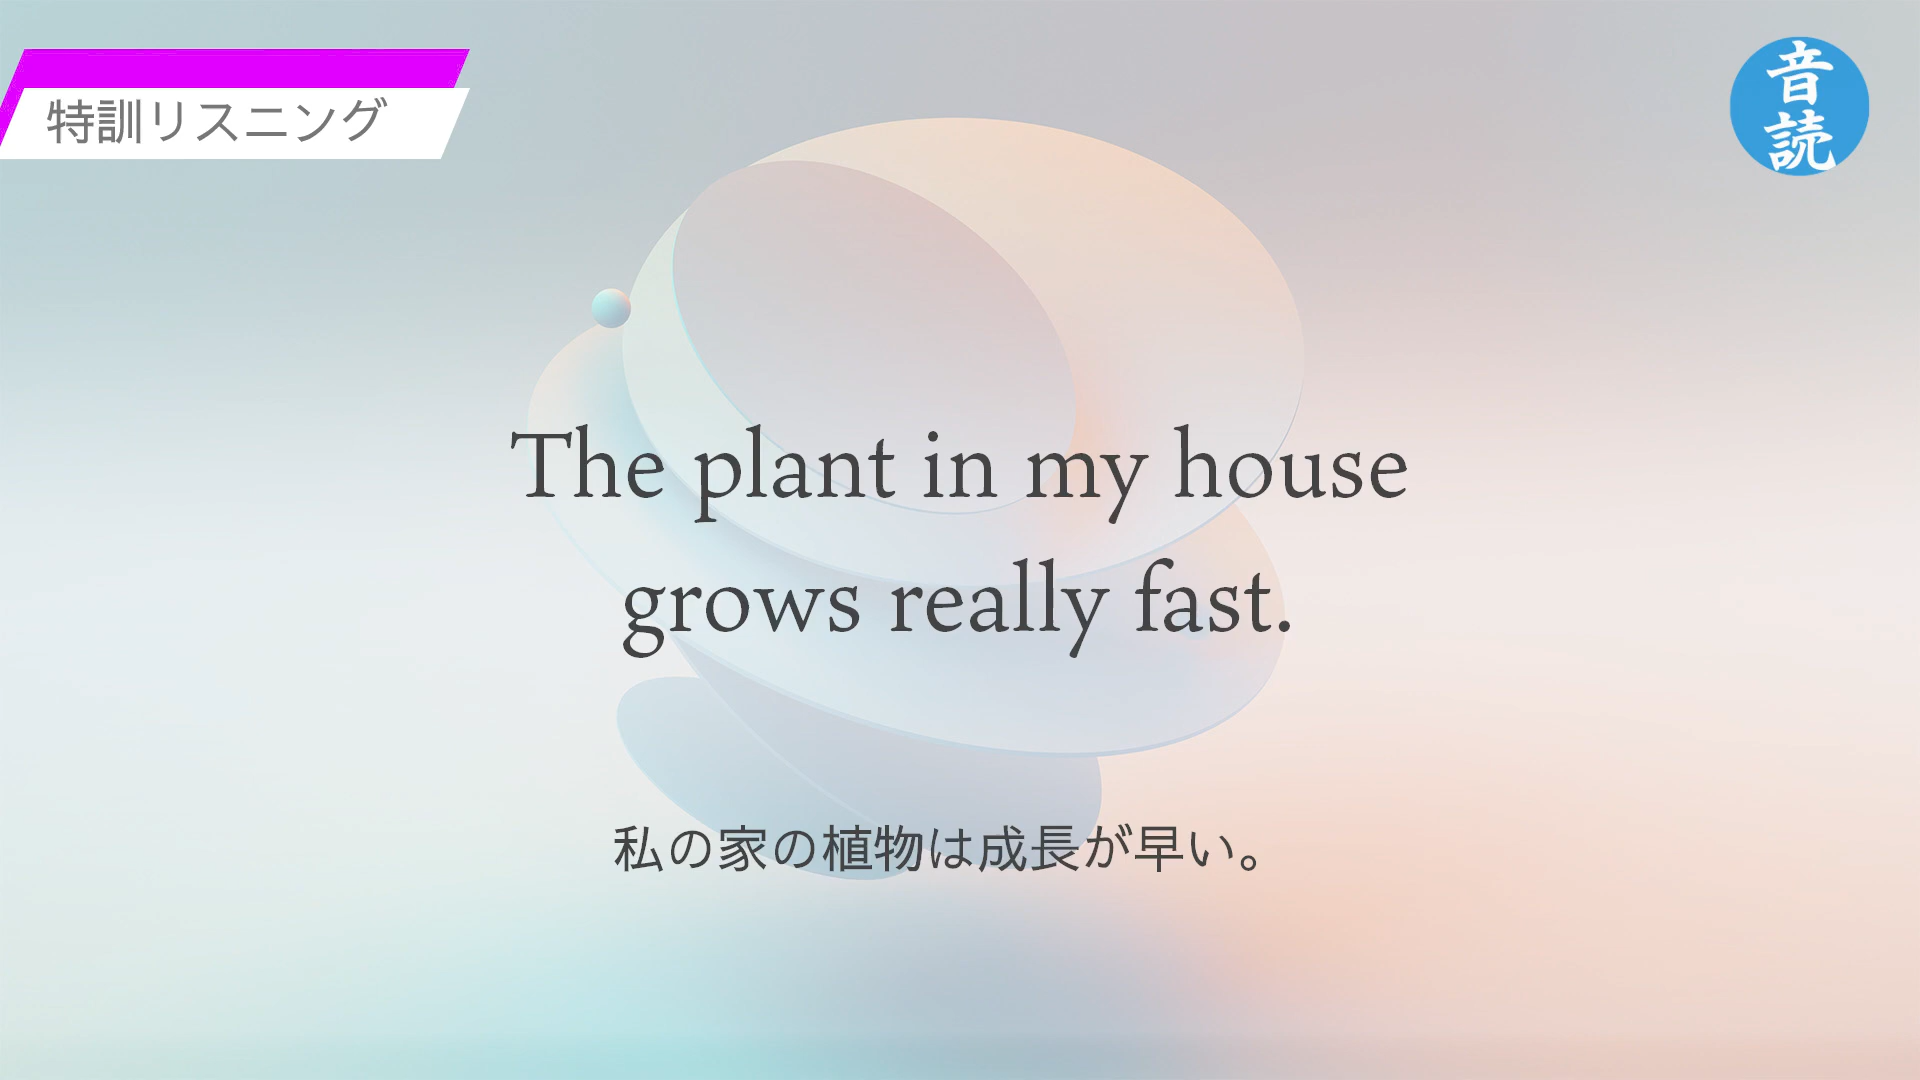 特訓リスニング
音
読
The plant in my house
grows really fast.
私の家の植物は成長が早い。